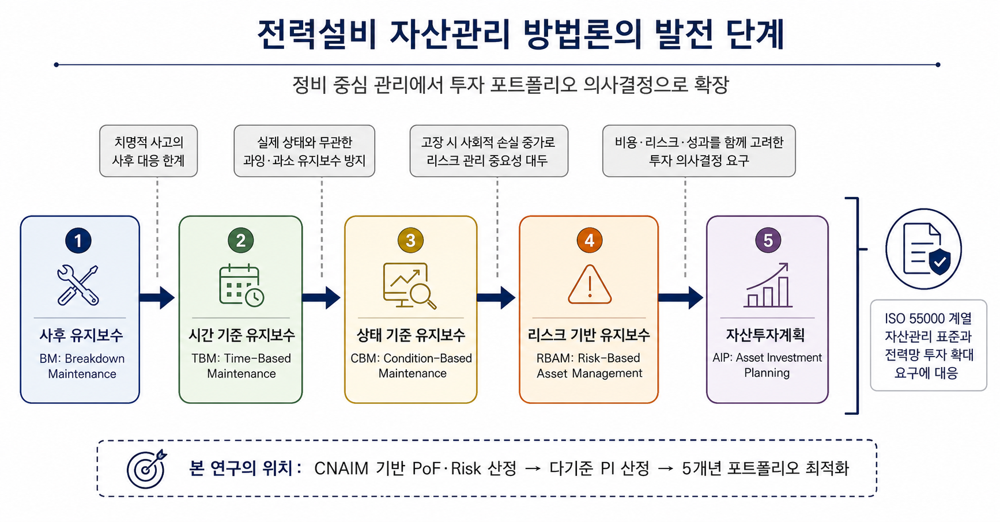 전력설비 자산관리 방법론의 발전 단계
정비 중심 관리에서 투자 포트폴리오 의사결정으로 확장
치명적 사고의
사후 대응 한계
실제 상태와 무관한
과잉·과소 유지보수 방지
고장 시 사회적 손실 중가로
리스크 관리 중요성 대두
비용·리스크·성과를 함께 고려한
투자 의사결정 요구
1
사후 유지보수
BM: Breakdown
Maintenance
2
시간 기준 유지보수
TBM: Time-Based
Maintenance
3
상태 기준 유지보수
CBM: Condition-Based
Maintenance
4
리스크 기반 유지보수
RBAM: Risk-Based
Asset Management
5
자산투자계획
AIP: Asset Investment
Planning
ISO 55000 계열
자산관리 표준과
전력망 투자 확대
요구에 대응
본 연구의 위치 : CNAIM 기반 PoF·Risk 산정 → 다기준 PI 산정 → 5개년 포트폴리오 최적화